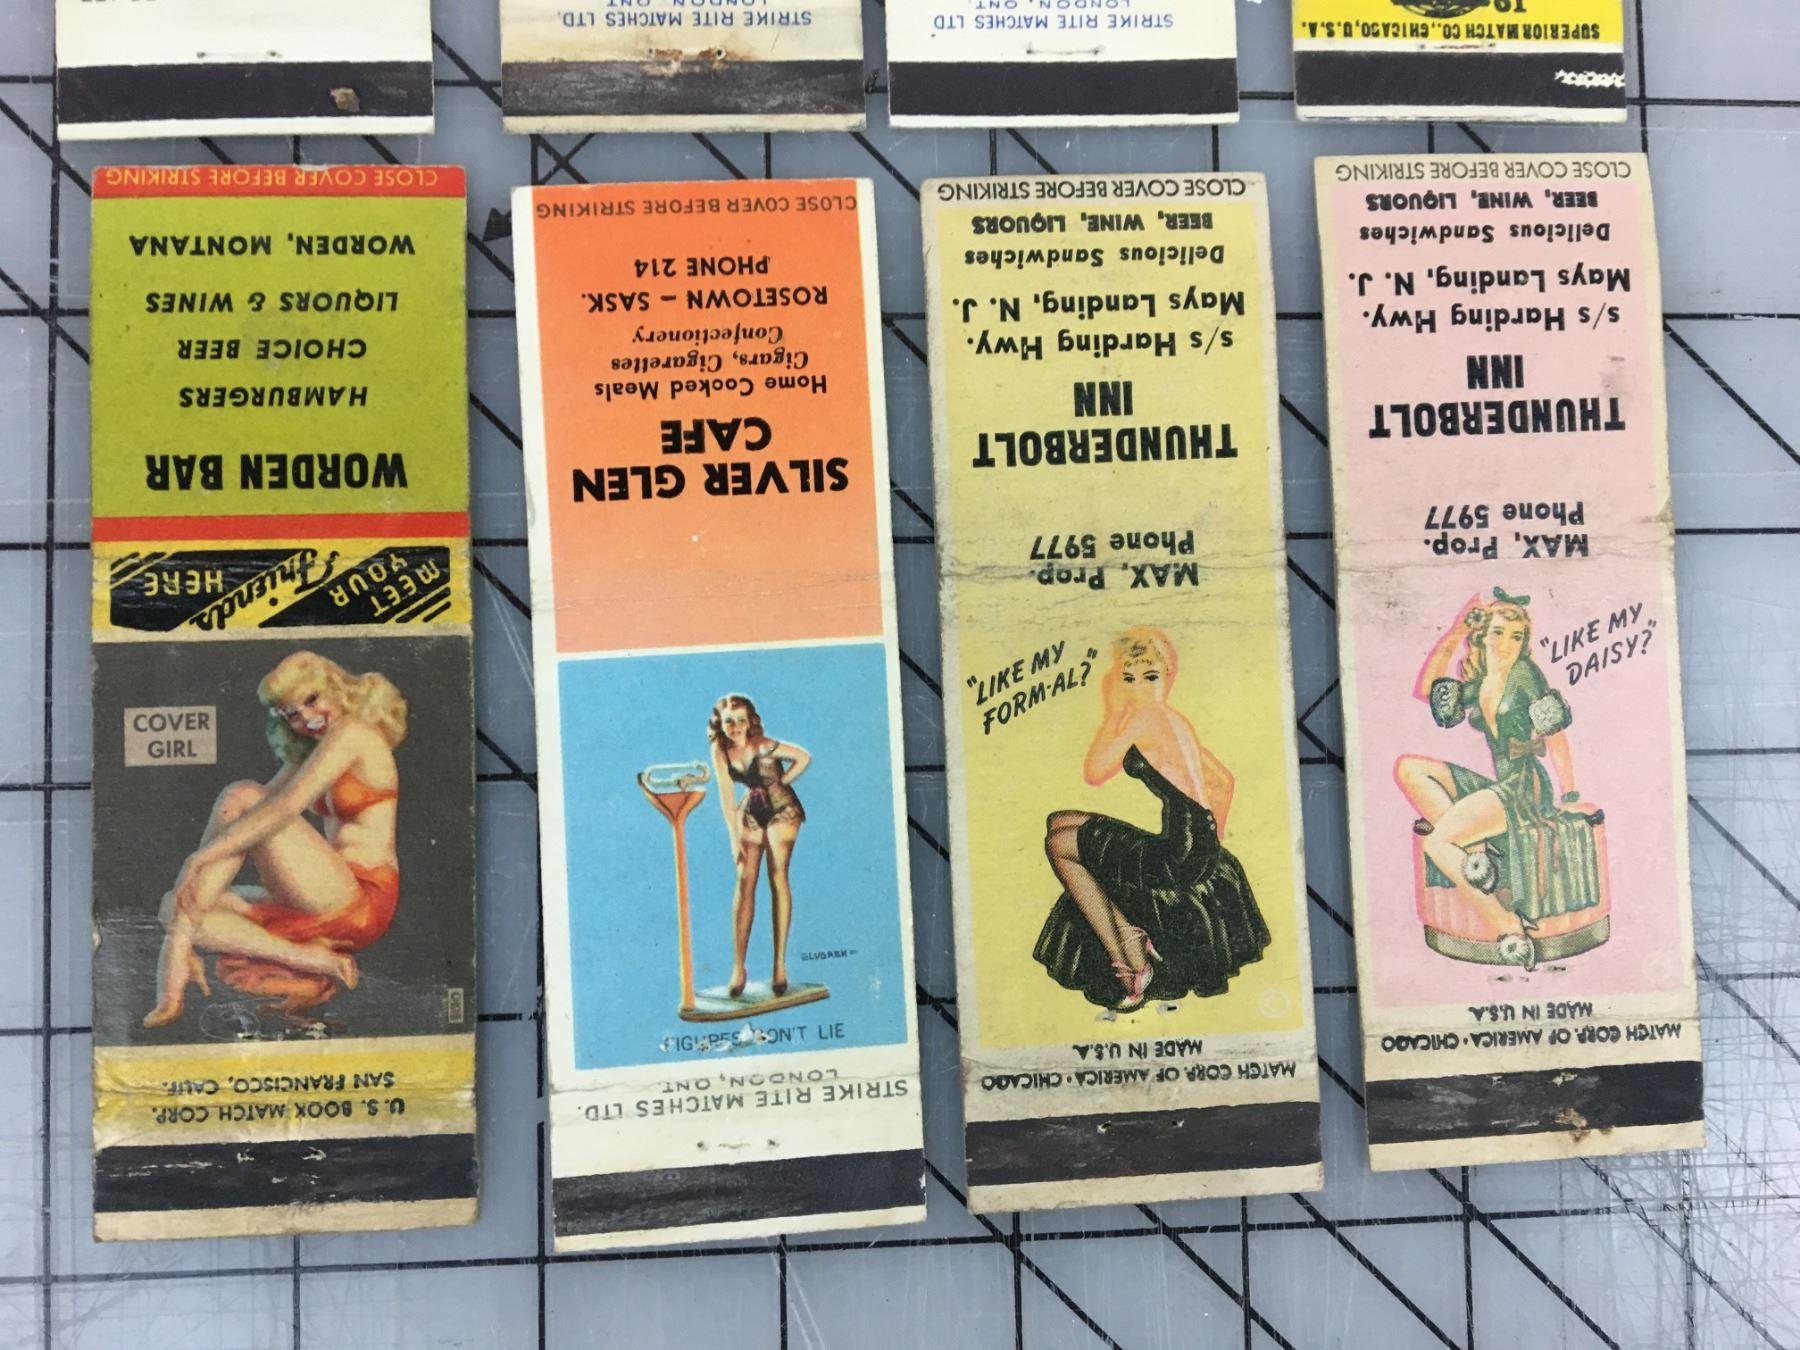 STRIKE RITE MATCHES LTD.
LONDON, ONT.
STRIKE RITE MATCHES LTD
LONDON, ONT.
SUPERIOR MATCH CO., CHICAGO, U.S.A.
CLOSE COVER BEFORE STRIKING
WORDEN, MONTANA
LIQUORS & WINES
CHOICE BEER
HAMBURGERS
WORDEN BAR
MEET
YOUR
Friends
HERE
COVER
GIRL
U. S. BOOK MATCH CORP.
SAN FRANCISCO, CALIF.
CLOSE COVER BEFORE STRIKING
PHONE 214
ROSETOWN – SASK.
Confectionery
Cigars, Cigarettes
Home Cooked Meals
SILVER GLEN
CAFE
ELVGREN
FIGURES DON'T LIE
STRIKE RITE MATCHES LTD.
LONDON, ONT.
CLOSE COVER BEFORE STRIKING
BEER, WINE, LIQUORS
Delicious Sandwiches
Mays Landing, N. J.
s/s Harding Hwy.
THUNDERBOLT
INN
MAX, Prop.
Phone 5977
"LIKE MY
FORM-AL?"
©
MADE IN U.S.A.
MATCH CORP. OF AMERICA • CHICAGO
CLOSE COVER BEFORE STRIKING
BEER, WINE, LIQUORS
Delicious Sandwiches
Mays Landing, N. J.
s/s Harding Hwy.
THUNDERBOLT
INN
MAX, Prop.
Phone 5977
"LIKE MY
DAISY?"
©
MADE IN U.S.A.
MATCH CORP. OF AMERICA • CHICAGO